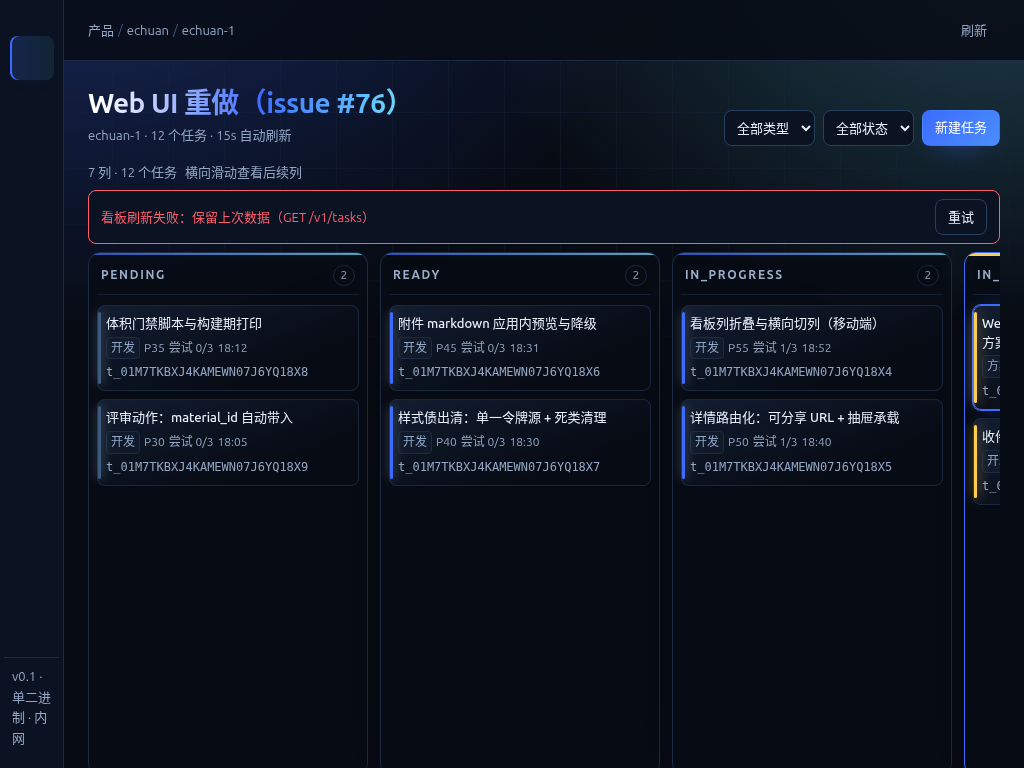 产品 / echuan / echuan-1
刷新
Web UI 重做（issue #76）
echuan-1 · 12 个任务 · 15s 自动刷新
全部类型
全部状态
新建任务
7 列 · 12 个任务 横向滑动查看后续列
看板刷新失败：保留上次数据（GET /v1/tasks）
重试
PENDING
2
体积门禁脚本与构建期打印
开发 P35 尝试 0/3 18:12
t_01M7TKBXJ4KAMEWN07J6YQ18X8
评审动作：material_id 自动带入
开发 P30 尝试 0/3 18:05
t_01M7TKBXJ4KAMEWN07J6YQ18X9
READY
2
附件 markdown 应用内预览与降级
开发 P45 尝试 0/3 18:31
t_01M7TKBXJ4KAMEWN07J6YQ18X6
样式债出清：单一令牌源 + 死类清理
开发 P40 尝试 0/3 18:30
t_01M7TKBXJ4KAMEWN07J6YQ18X7
IN_PROGRESS
2
看板列折叠与横向切列（移动端）
开发 P55 尝试 1/3 18:52
t_01M7TKBXJ4KAMEWN07J6YQ18X4
详情路由化：可分享 URL + 抽屉承载
开发 P50 尝试 1/3 18:40
t_01M7TKBXJ4KAMEWN07J6YQ18X5
IN_
We
方
t_
开
t_
v0.1 ·
单二进
制 · 内
网